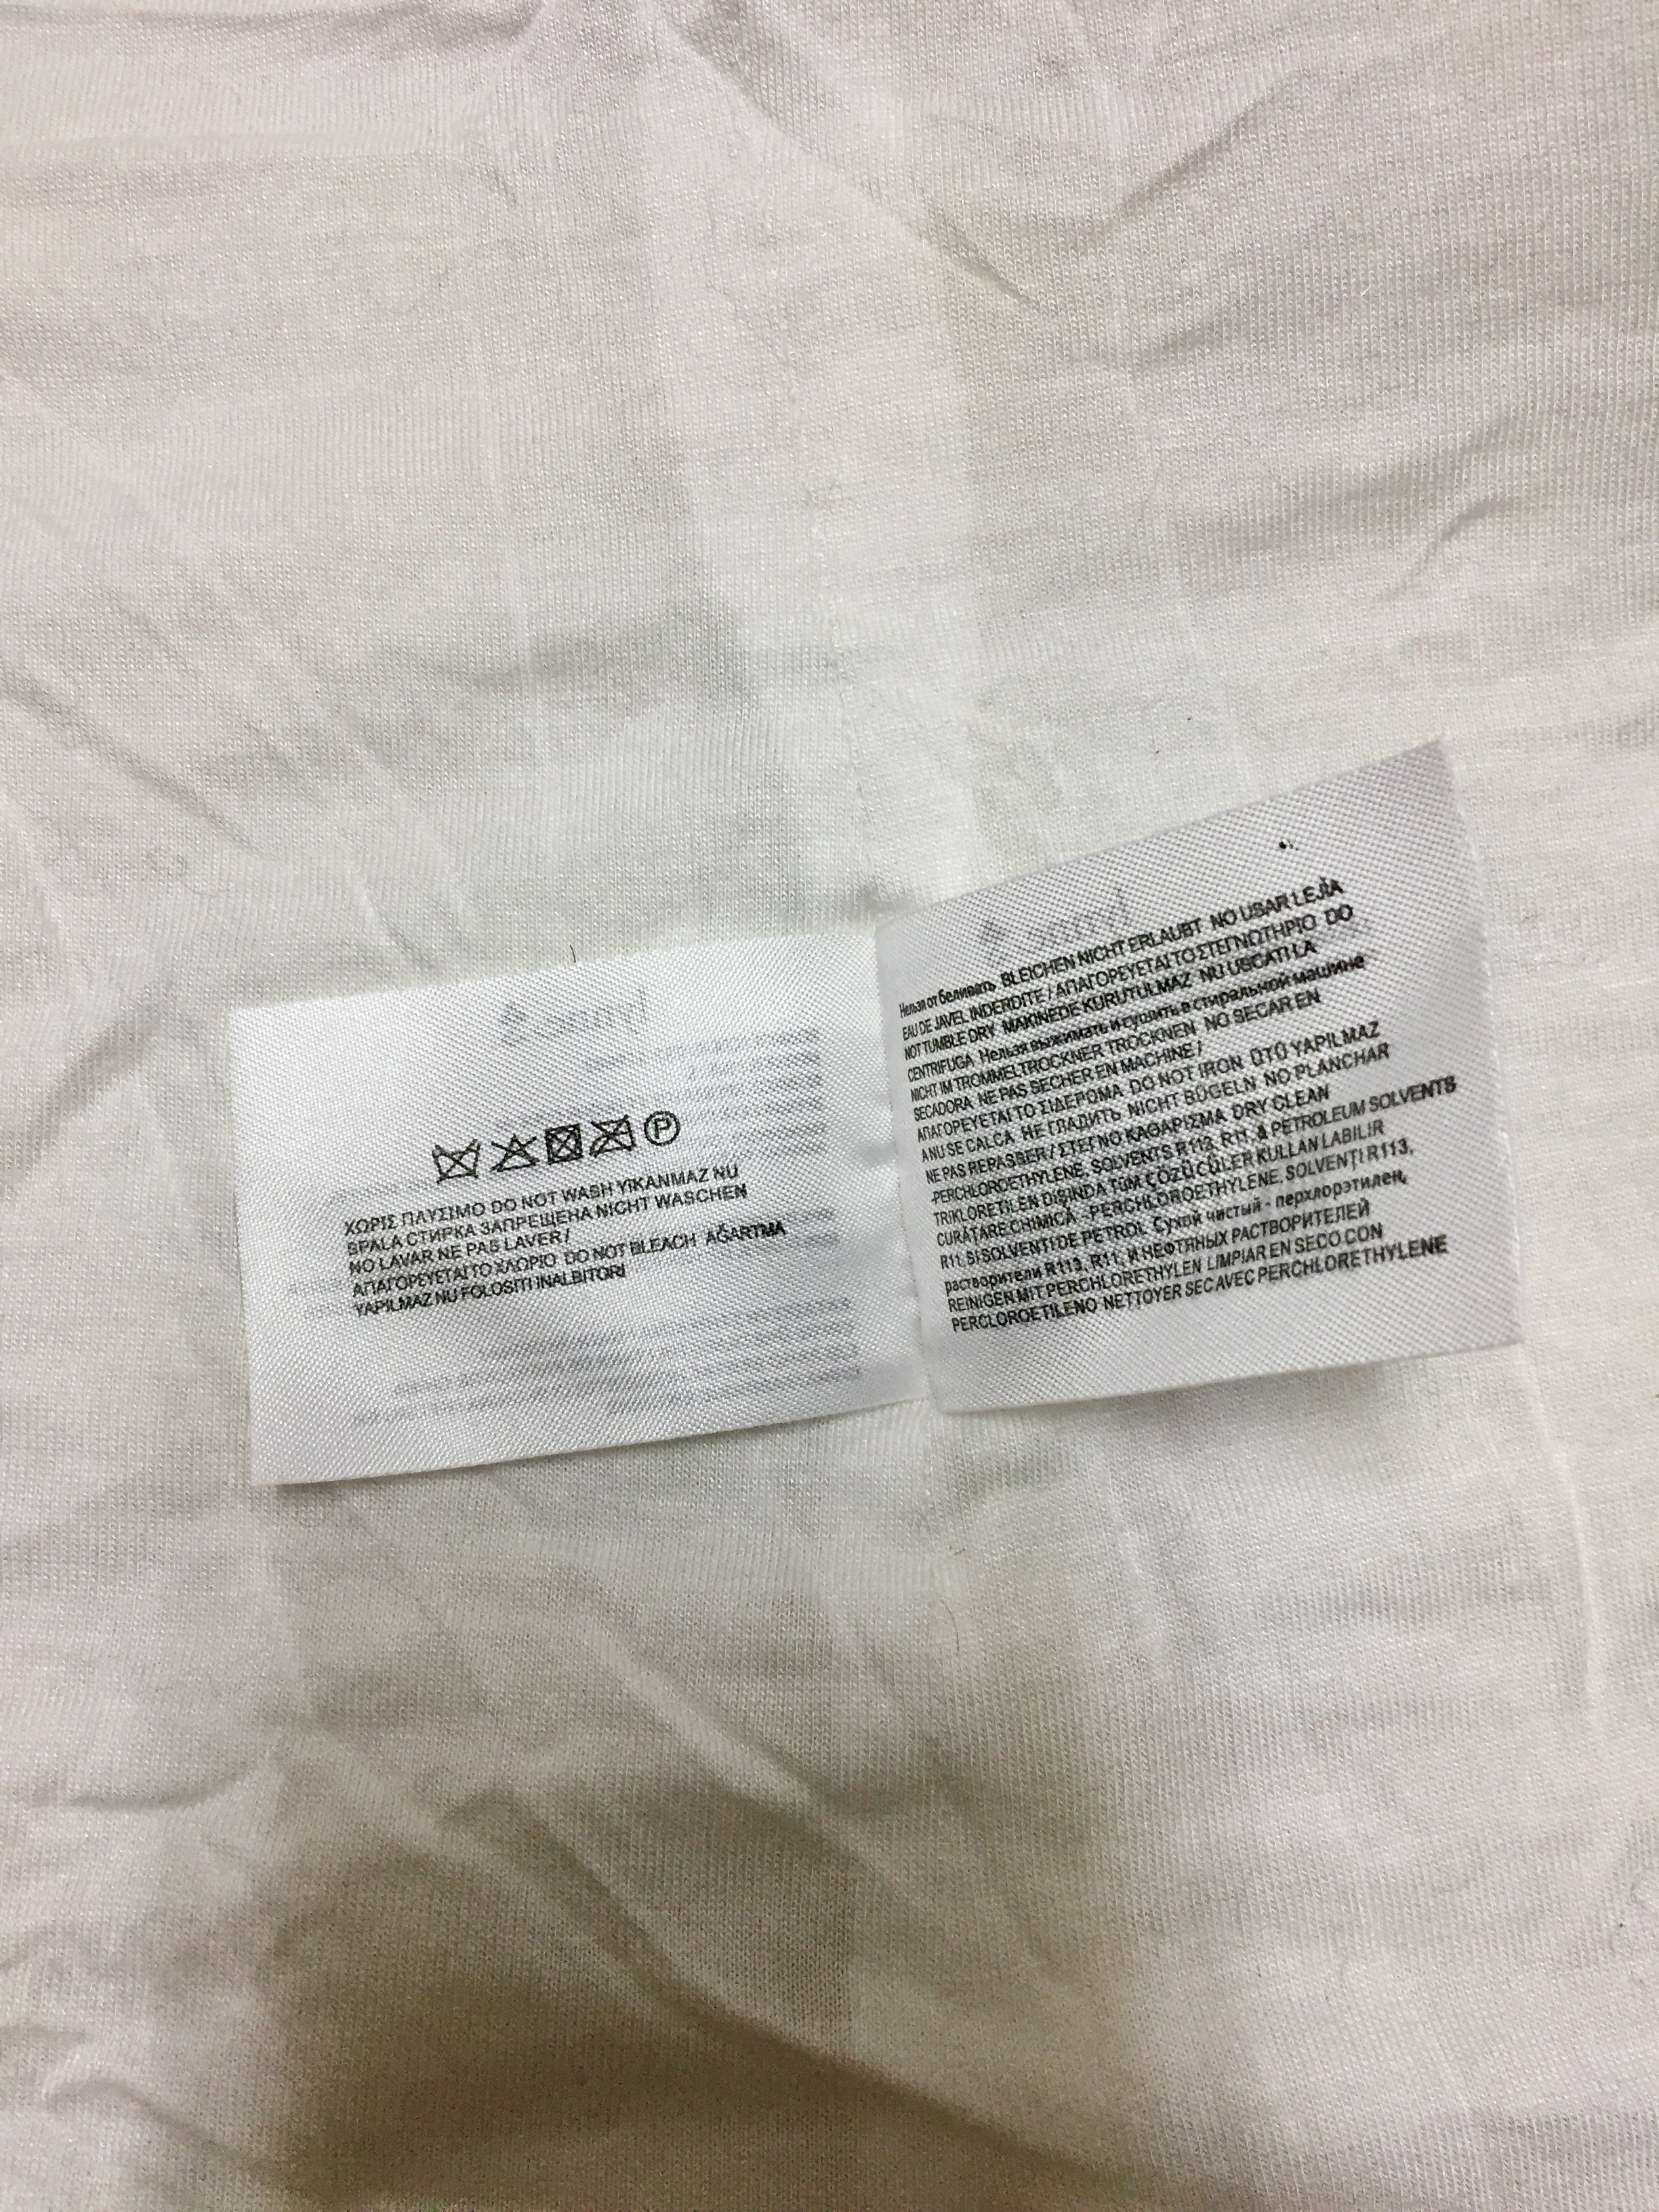 P
ΧΩΡΙΣ ΠΛΥΣΙΜΟ DO NOT WASH YIKANMAZ NU
SPALA СТИРКА ЗАПРЕЩЕНА NICHT WASCHEN
NO LAVAR NE PAS LAVER /
ΑΠΑΓΟΡΕΥΕΤΑΙ ΤΟ ΧΛΩΡΙΟ DO NOT BLEACH AĞARTMA
YAPILMAZ NU FOLOSITI INALBITORI
Нельзя отбеливать BLEICHEN NICHT ERLAUBT NO USAR LEJÍA
EAU DE JAVEL INDERDITE / ΑΠΑΓΟΡΕΥΕΤΑΙ ΤΟ ΣΤΕΓΝΩΤΗΡΙΟ DO
NOT TUMBLE DRY MAKINEDE KURUTULMAZ NU USCATI LA
CENTRIFUGA Нельзя выжимать и сушить в стиральной машине
NICHT IM TROMMELTROCKNER TROCKNEN NO SECAR EN
SECADORA NE PAS SECHER EN MACHINE /
ΑΠΑΓΟΡΕΥΕΤΑΙ ΤΟ ΣΙΔΕΡΩΜΑ DO NOT IRON ÜTÜ YAPILMAZ
A NU SE CALCA НЕ ГЛАДИТЬ NICHT BÜGELN NO PLANCHAR
NE PAS REPASSER / ΣΤΕΓΝΟ ΚΑΘΑΡΙΣΜΑ DRY CLEAN
-PERCHLOROETHYLENE, SOLVENTS R113, R11, & PETROLEUM SOLVENTS
TRIKLORETILEN DIŞINDA TÜM ÇÖZÜCÜLER KULLAN LABILIR
CURĂTARE CHIMICĂ -PERCHLOROETHYLENE, SOLVENȚI R113,
R11, SI SOLVENTI DE PETROL Сухой чистый - перхлорэтилен,
растворители R113, R11, И НЕФТЯНЫХ РАСТВОРИТЕЛЕЙ
REINIGEN MIT PERCHLORETHYLEN LIMPIAR EN SECO CON
PERCLOROETILENO NETTOYER SEC AVEC PERCHLORETHYLENE